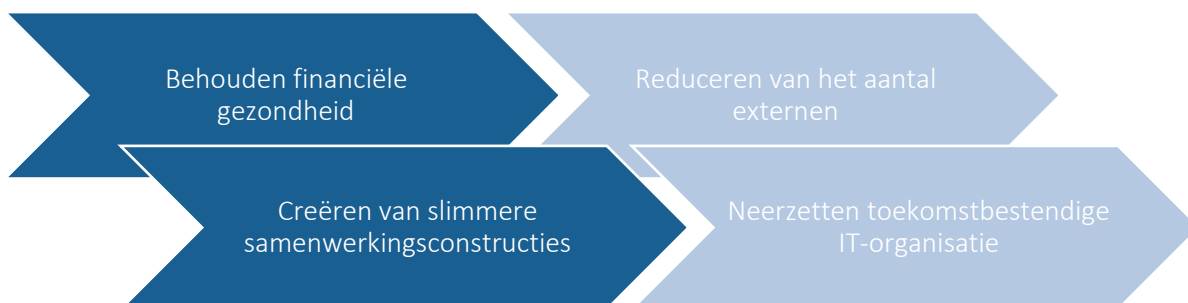 Behouden financiële
gezondheid
Reduceren van het aantal
externen
Creëren van slimmere
samenwerkingsconstructies
Neerzetten toekomstbestendige
IT-organisatie